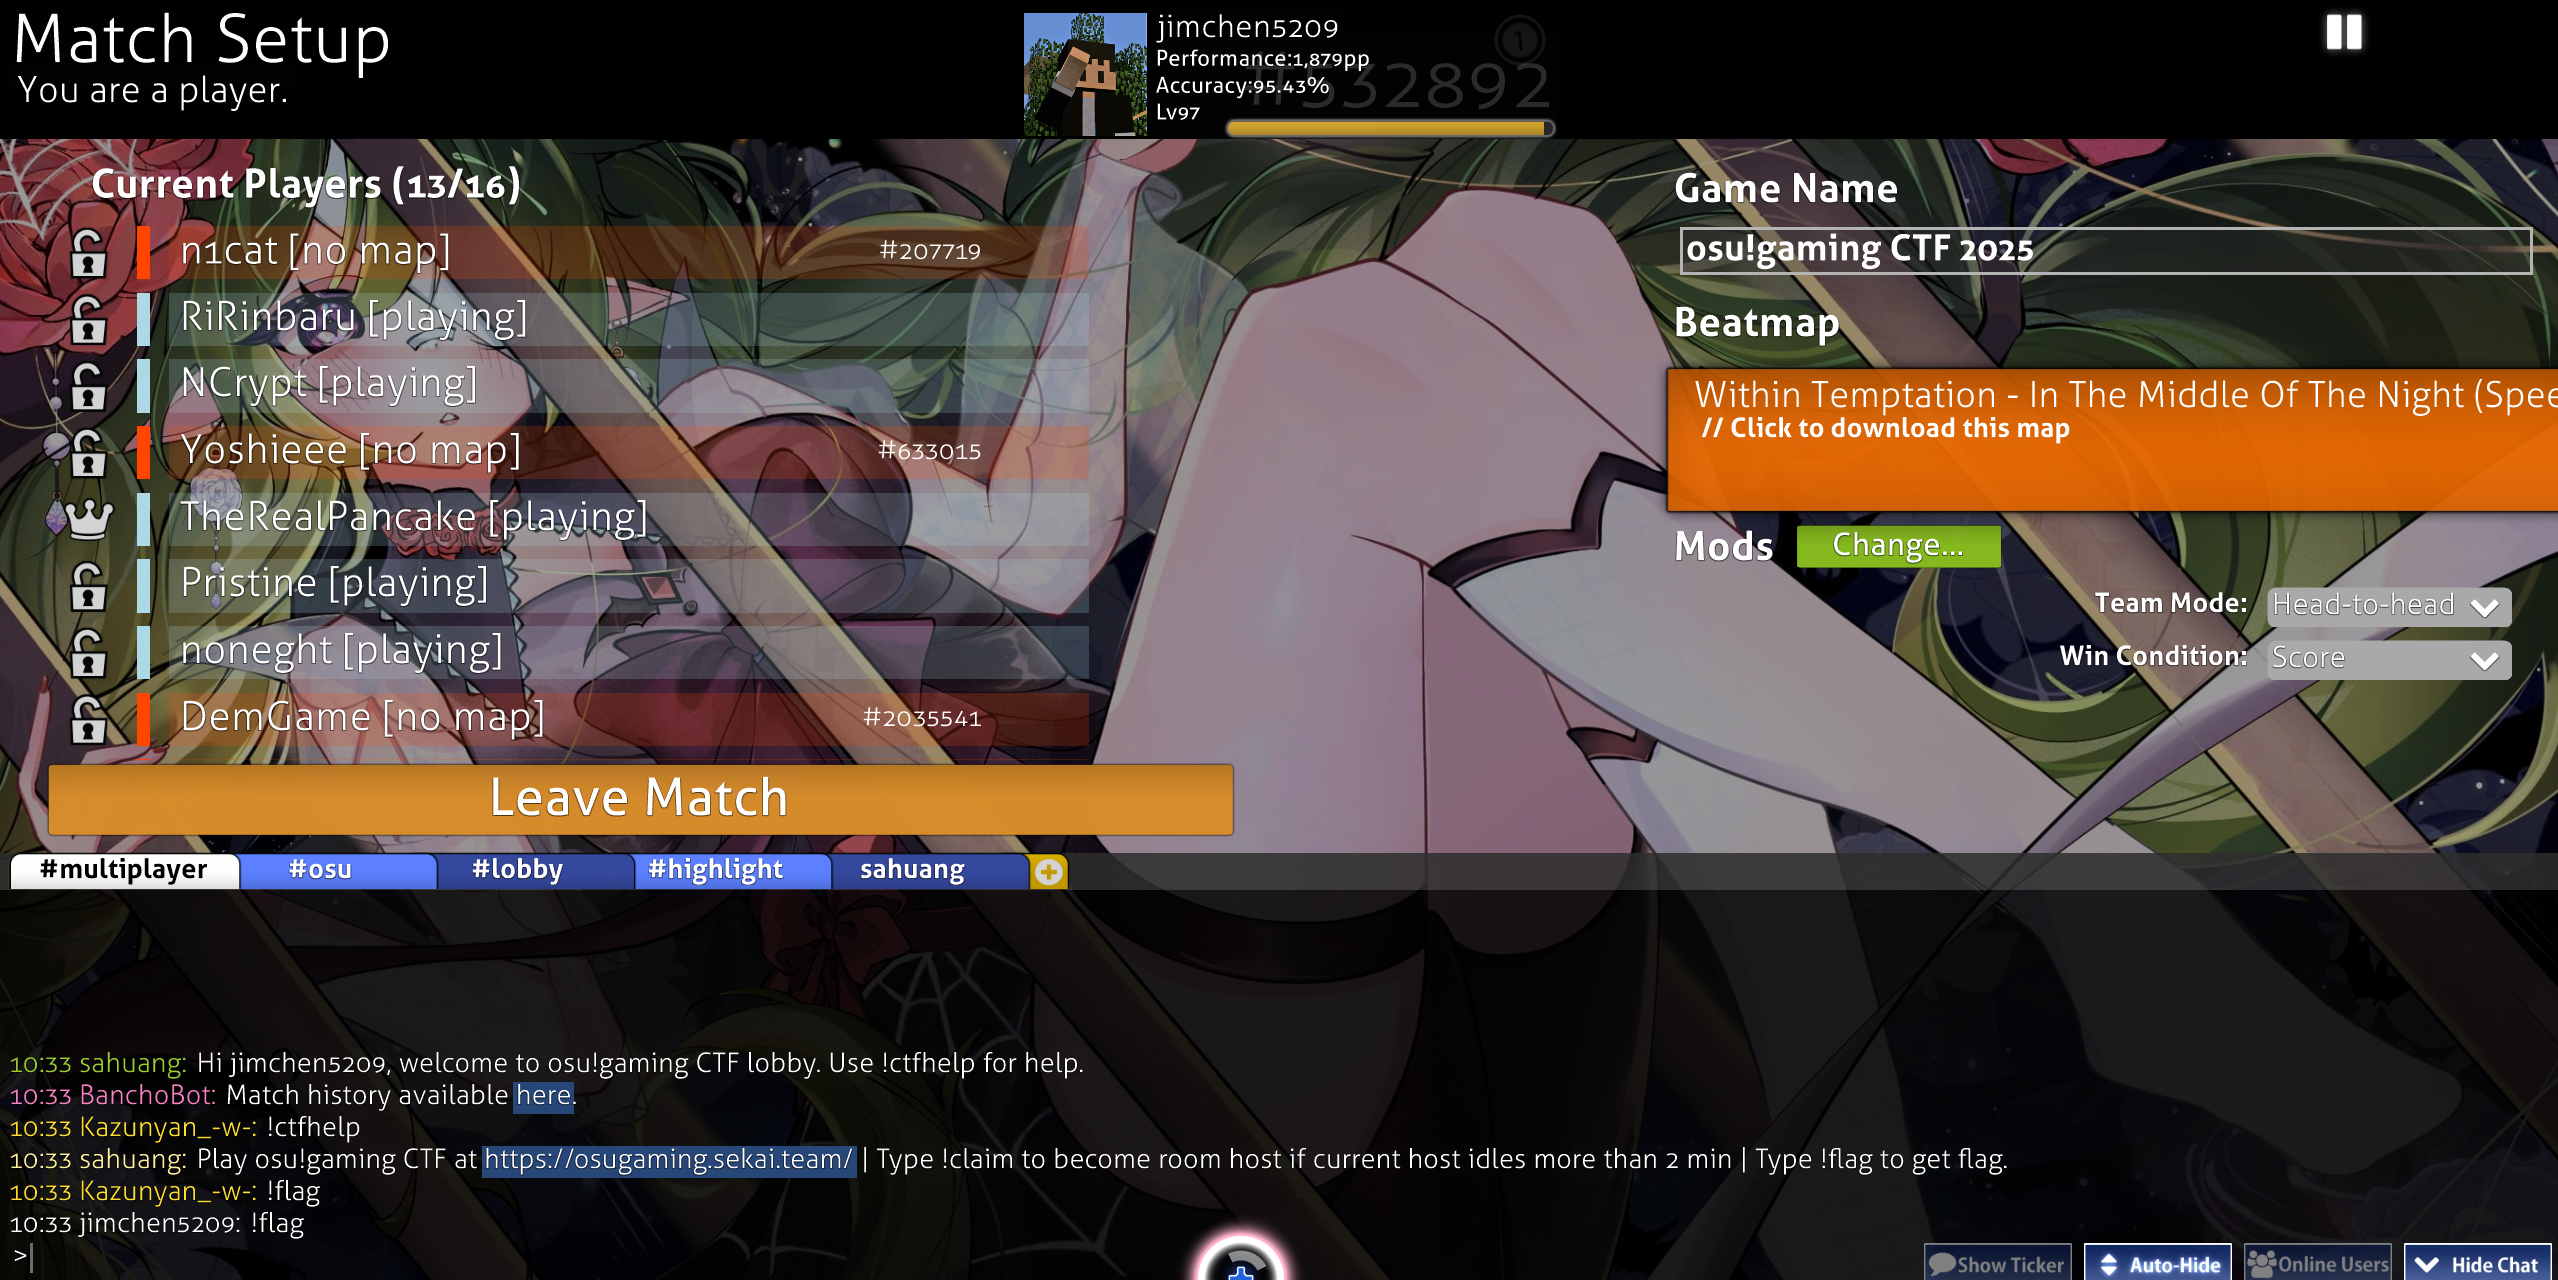 Match Setup
You are a player.
jimchen5209
Performance:1,879pp
Accuracy:95.43%
Lv97
#532892
1
Current Players (13/16)
n1cat [no map] #207719
RiRinbaru [playing]
NCrypt [playing]
Yoshieee [no map] #633015
TheRealPancake [playing]
Pristine [playing]
noneght [playing]
DemGame [no map] #2035541
Leave Match
Game Name
osu!gaming CTF 2025
Beatmap
Within Temptation - In The Middle Of The Night (Spee
// Click to download this map
Mods Change...
Team Mode: Head-to-head
Win Condition: Score
#multiplayer #osu #lobby #highlight sahuang
10:33 sahuang: Hi jimchen5209, welcome to osu!gaming CTF lobby. Use !ctfhelp for help.
10:33 BanchoBot: Match history available here.
10:33 Kazunyan_-w-: !ctfhelp
10:33 sahuang: Play osu!gaming CTF at https://osugaming.sekai.team/ | Type !claim to become room host if current host idles more than 2 min | Type !flag to get flag.
10:33 Kazunyan_-w-: !flag
10:33 jimchen5209: !flag
>
Show Ticker Auto-Hide Online Users Hide Chat